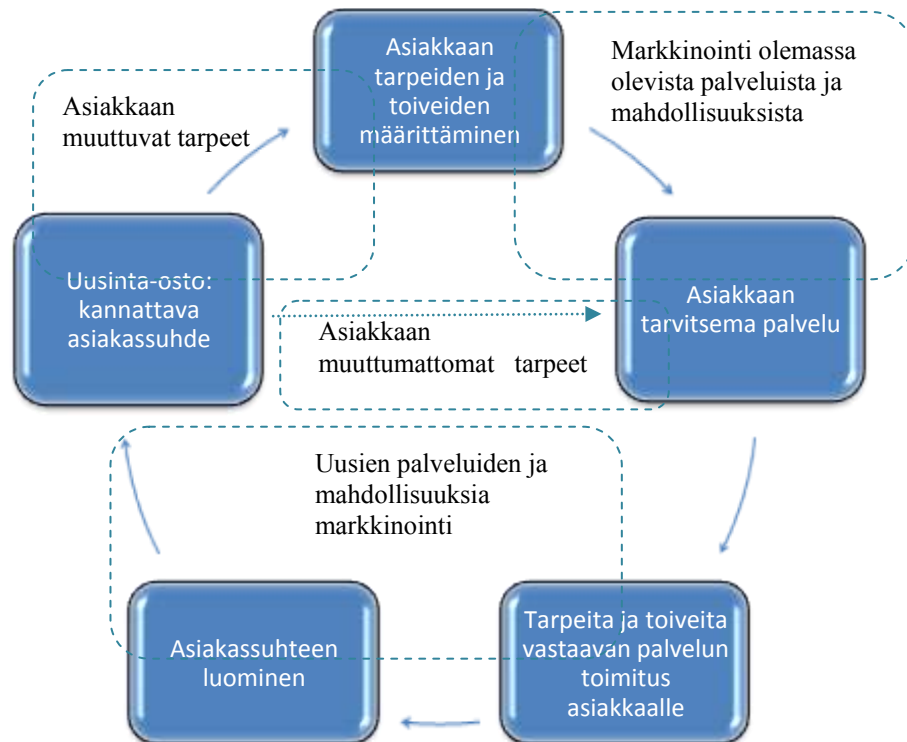 Asiakkaan
tarpeiden ja
toiveiden
määrittäminen
Markkinointi olemassa
olevista palveluista ja
mahdollisuuksista
Asiakkaan
muuttuvat tarpeet
Uusinta-osto:
kannattava
asiakassuhde
Asiakkaan
muuttumattomat tarpeet
Asiakkaan
tarvitsema palvelu
Uusien palveluiden ja
mahdollisuuksia
markkinointi
Asiakassuhteen
luominen
Tarpeita ja toiveita
vastaavan palvelun
toimitus
asiakkaalle